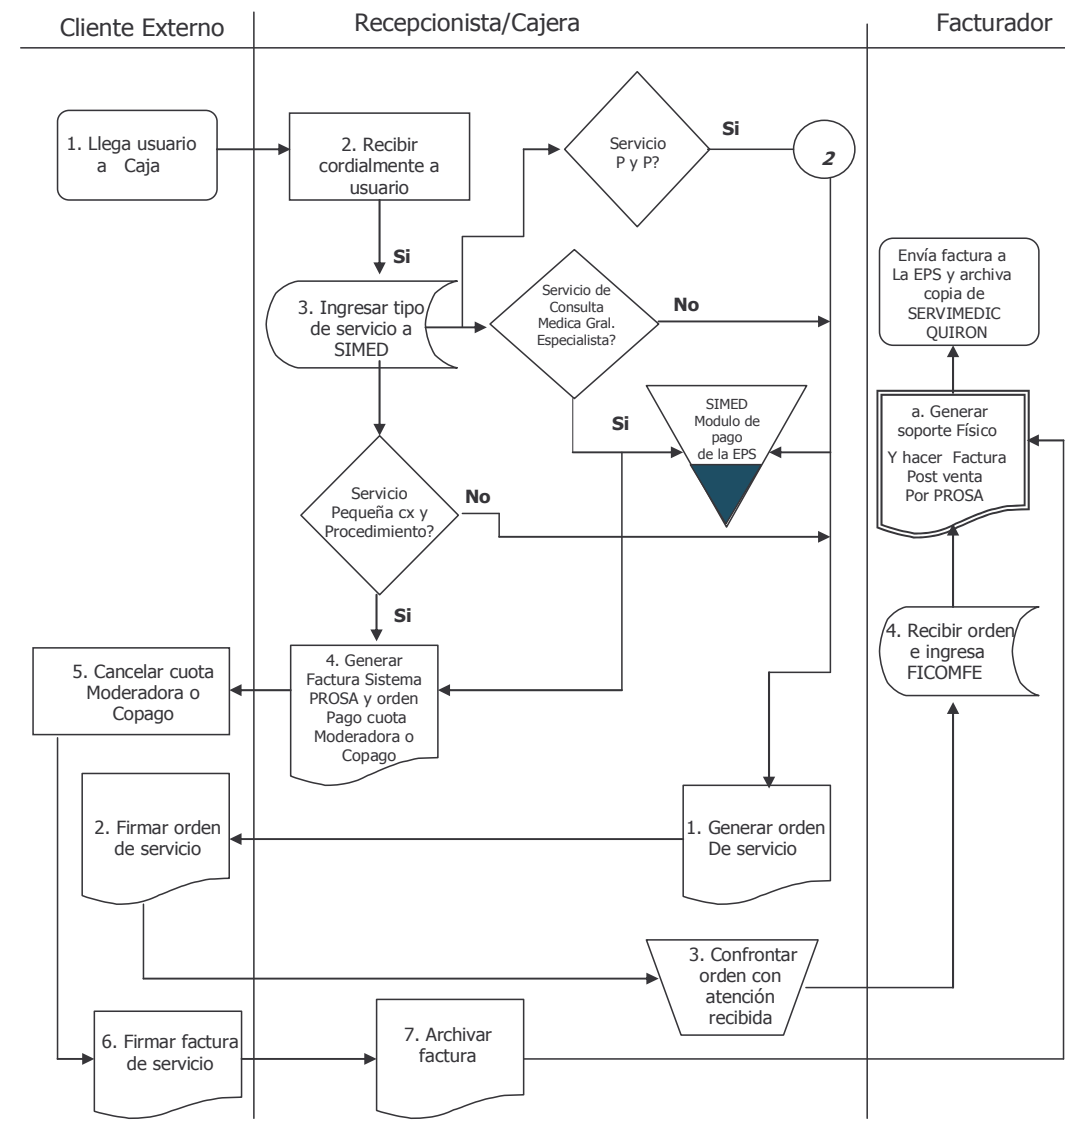 Cliente Externo
Recepcionista/Cajera
Facturador
1. Llega usuario
a Caja
2. Recibir
cordialmente a
usuario
Servicio
P y P?
Si
2
Si
3. Ingresar tipo
de servicio a
SIMED
Servicio de
Consulta
Medica Gral.
Especialista?
No
Envía factura a
La EPS y archiva
copia de
SERVIMEDIC
QUIRON
Si
SIMED
Modulo de
pago
de la EPS
a. Generar
soporte Físico
Y hacer Factura
Post venta
Por PROSA
Servicio
Pequeña cx y
Procedimiento?
No
Si
4. Recibir orden
e ingresa
FICOMFE
5. Cancelar cuota
Moderadora o
Copago
4. Generar
Factura Sistema
PROSA y orden
Pago cuota
Moderadora o
Copago
2. Firmar orden
de servicio
1. Generar orden
De servicio
3. Confrontar
orden con
atención
recibida
6. Firmar factura
de servicio
7. Archivar
factura